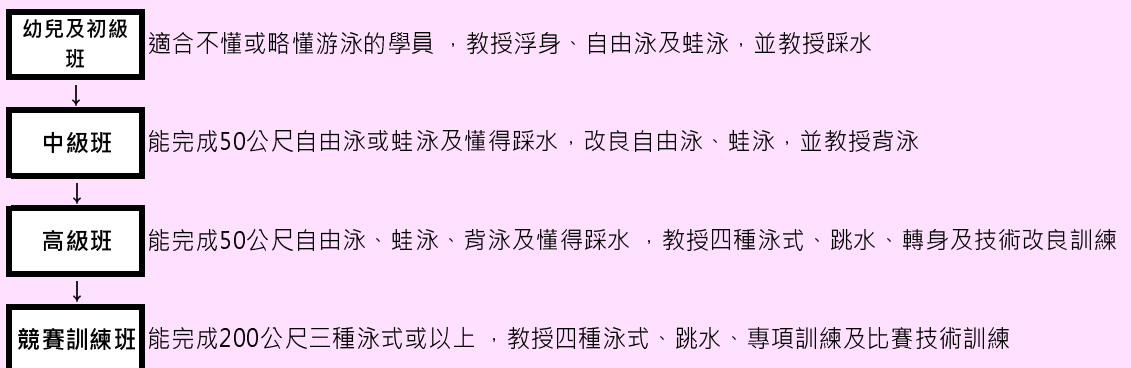 幼兒及初級
班
適合不懂或略懂游泳的學員 ，教授浮身、自由泳及蛙泳，並教授踩水
↓
中級班
能完成50公尺自由泳或蛙泳及懂得踩水，改良自由泳、蛙泳，並教授背泳
↓
高級班
能完成50公尺自由泳、蛙泳、背泳及懂得踩水 ，教授四種泳式、跳水、轉身及技術改良訓練
↓
競賽訓練班
能完成200公尺三種泳式或以上 ，教授四種泳式、跳水、專項訓練及比賽技術訓練